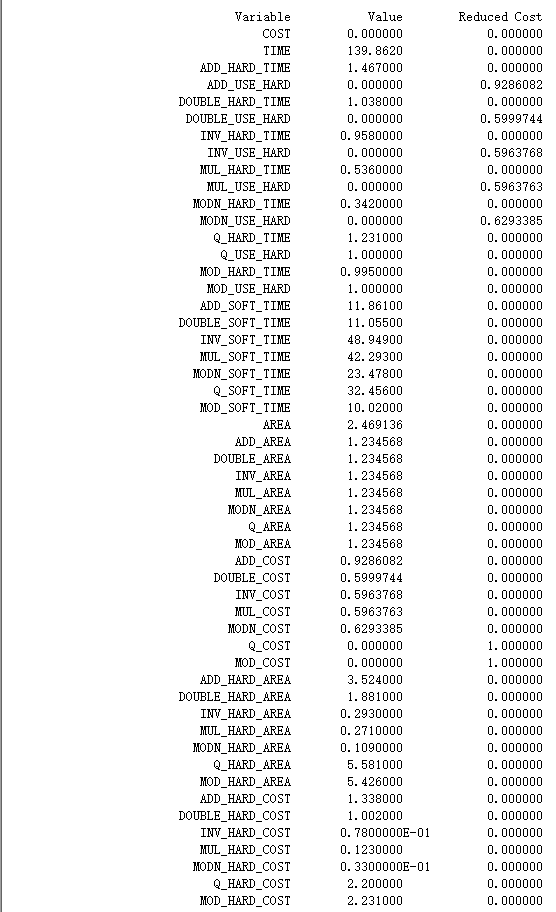 Variable Value Reduced Cost
COST 0.000000 0.000000
TIME 139.8620 0.000000
ADD_HARD_TIME 1.467000 0.000000
ADD_USE_HARD 0.000000 0.9286082
DOUBLE_HARD_TIME 1.038000 0.000000
DOUBLE_USE_HARD 0.000000 0.5999744
INV_HARD_TIME 0.9580000 0.000000
INV_USE_HARD 0.000000 0.5963768
MUL_HARD_TIME 0.5360000 0.000000
MUL_USE_HARD 0.000000 0.5963763
MODN_HARD_TIME 0.3420000 0.000000
MODN_USE_HARD 0.000000 0.6293385
Q_HARD_TIME 1.231000 0.000000
Q_USE_HARD 1.000000 0.000000
MOD_HARD_TIME 0.9950000 0.000000
MOD_USE_HARD 1.000000 0.000000
ADD_SOFT_TIME 11.86100 0.000000
DOUBLE_SOFT_TIME 11.05500 0.000000
INV_SOFT_TIME 48.94900 0.000000
MUL_SOFT_TIME 42.29300 0.000000
MODN_SOFT_TIME 23.47800 0.000000
Q_SOFT_TIME 32.45600 0.000000
MOD_SOFT_TIME 10.02000 0.000000
AREA 2.469136 0.000000
ADD_AREA 1.234568 0.000000
DOUBLE_AREA 1.234568 0.000000
INV_AREA 1.234568 0.000000
MUL_AREA 1.234568 0.000000
MODN_AREA 1.234568 0.000000
Q_AREA 1.234568 0.000000
MOD_AREA 1.234568 0.000000
ADD_COST 0.9286082 0.000000
DOUBLE_COST 0.5999744 0.000000
INV_COST 0.5963768 0.000000
MUL_COST 0.5963763 0.000000
MODN_COST 0.6293385 0.000000
Q_COST 0.000000 1.000000
MOD_COST 0.000000 1.000000
ADD_HARD_AREA 3.524000 0.000000
DOUBLE_HARD_AREA 1.881000 0.000000
INV_HARD_AREA 0.2930000 0.000000
MUL_HARD_AREA 0.2710000 0.000000
MODN_HARD_AREA 0.1090000 0.000000
Q_HARD_AREA 5.581000 0.000000
MOD_HARD_AREA 5.426000 0.000000
ADD_HARD_COST 1.338000 0.000000
DOUBLE_HARD_COST 1.002000 0.000000
INV_HARD_COST 0.7800000E-01 0.000000
MUL_HARD_COST 0.1230000 0.000000
MODN_HARD_COST 0.3300000E-01 0.000000
Q_HARD_COST 2.200000 0.000000
MOD_HARD_COST 2.231000 0.000000